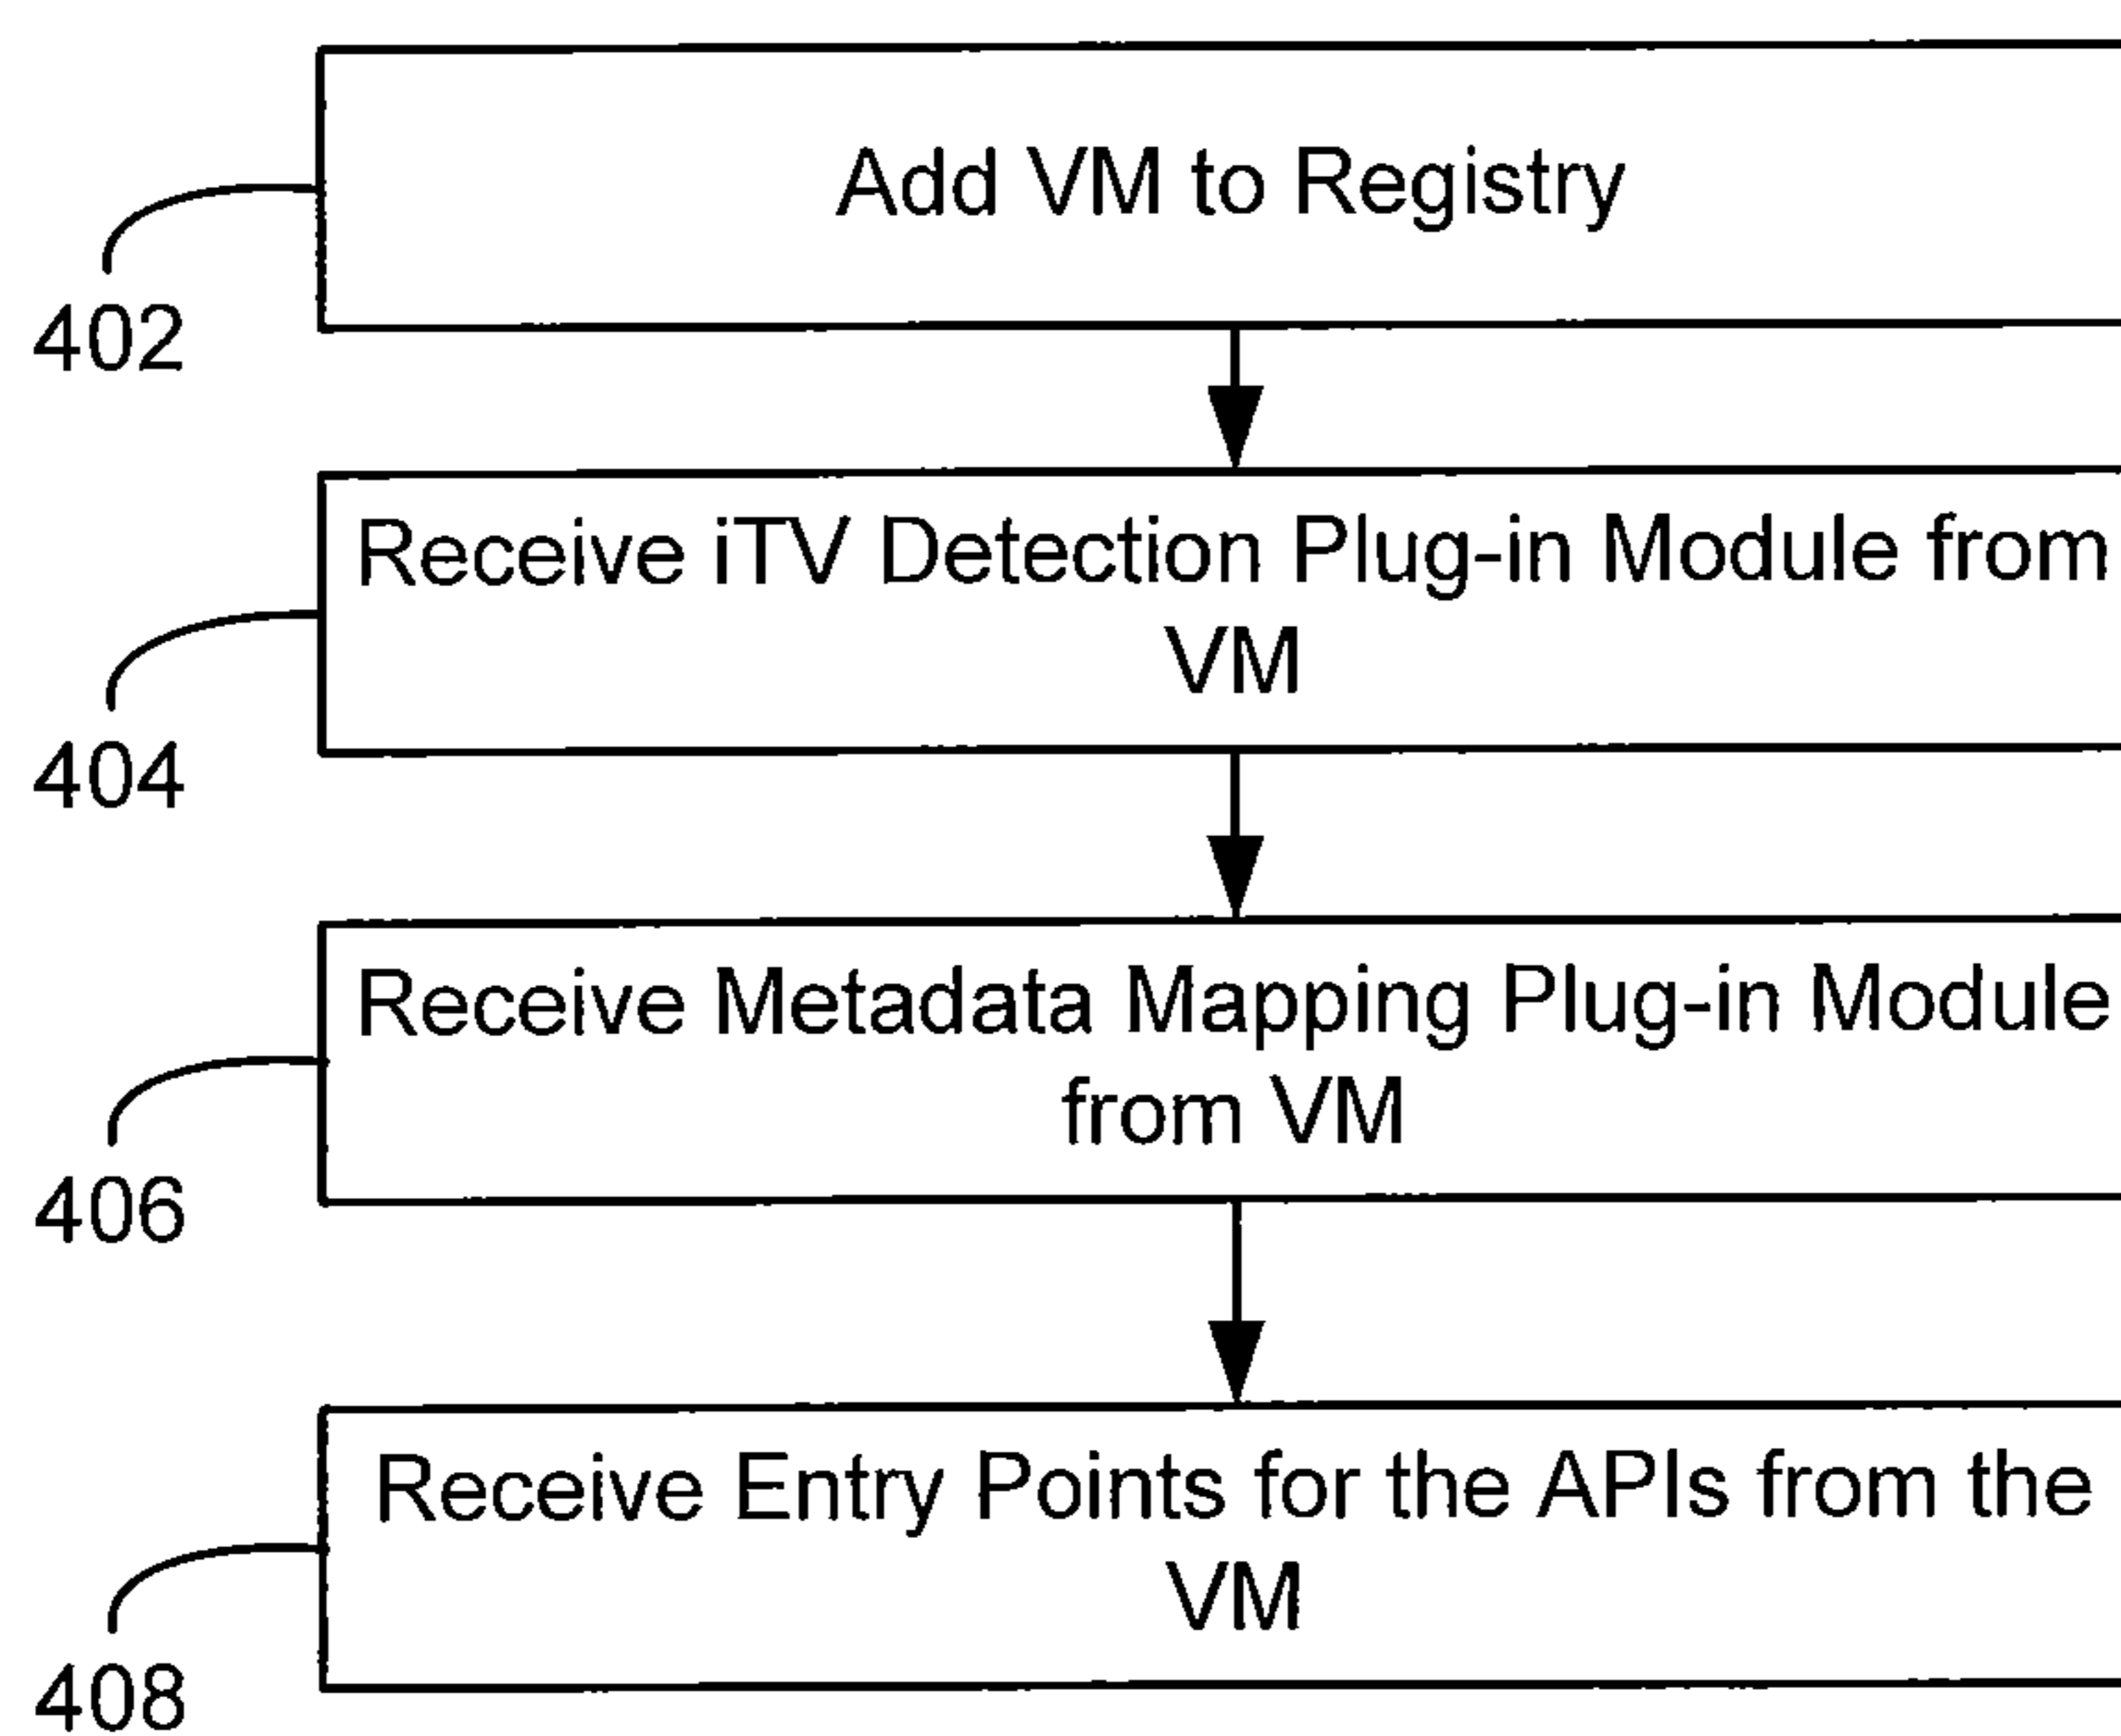 Add VM to Registry
402
Receive iTV Detection Plug-in Module from
VM
404
Receive Metadata Mapping Plug-in Module
from VM
406
Receive Entry Points for the APIs from the
VM
408